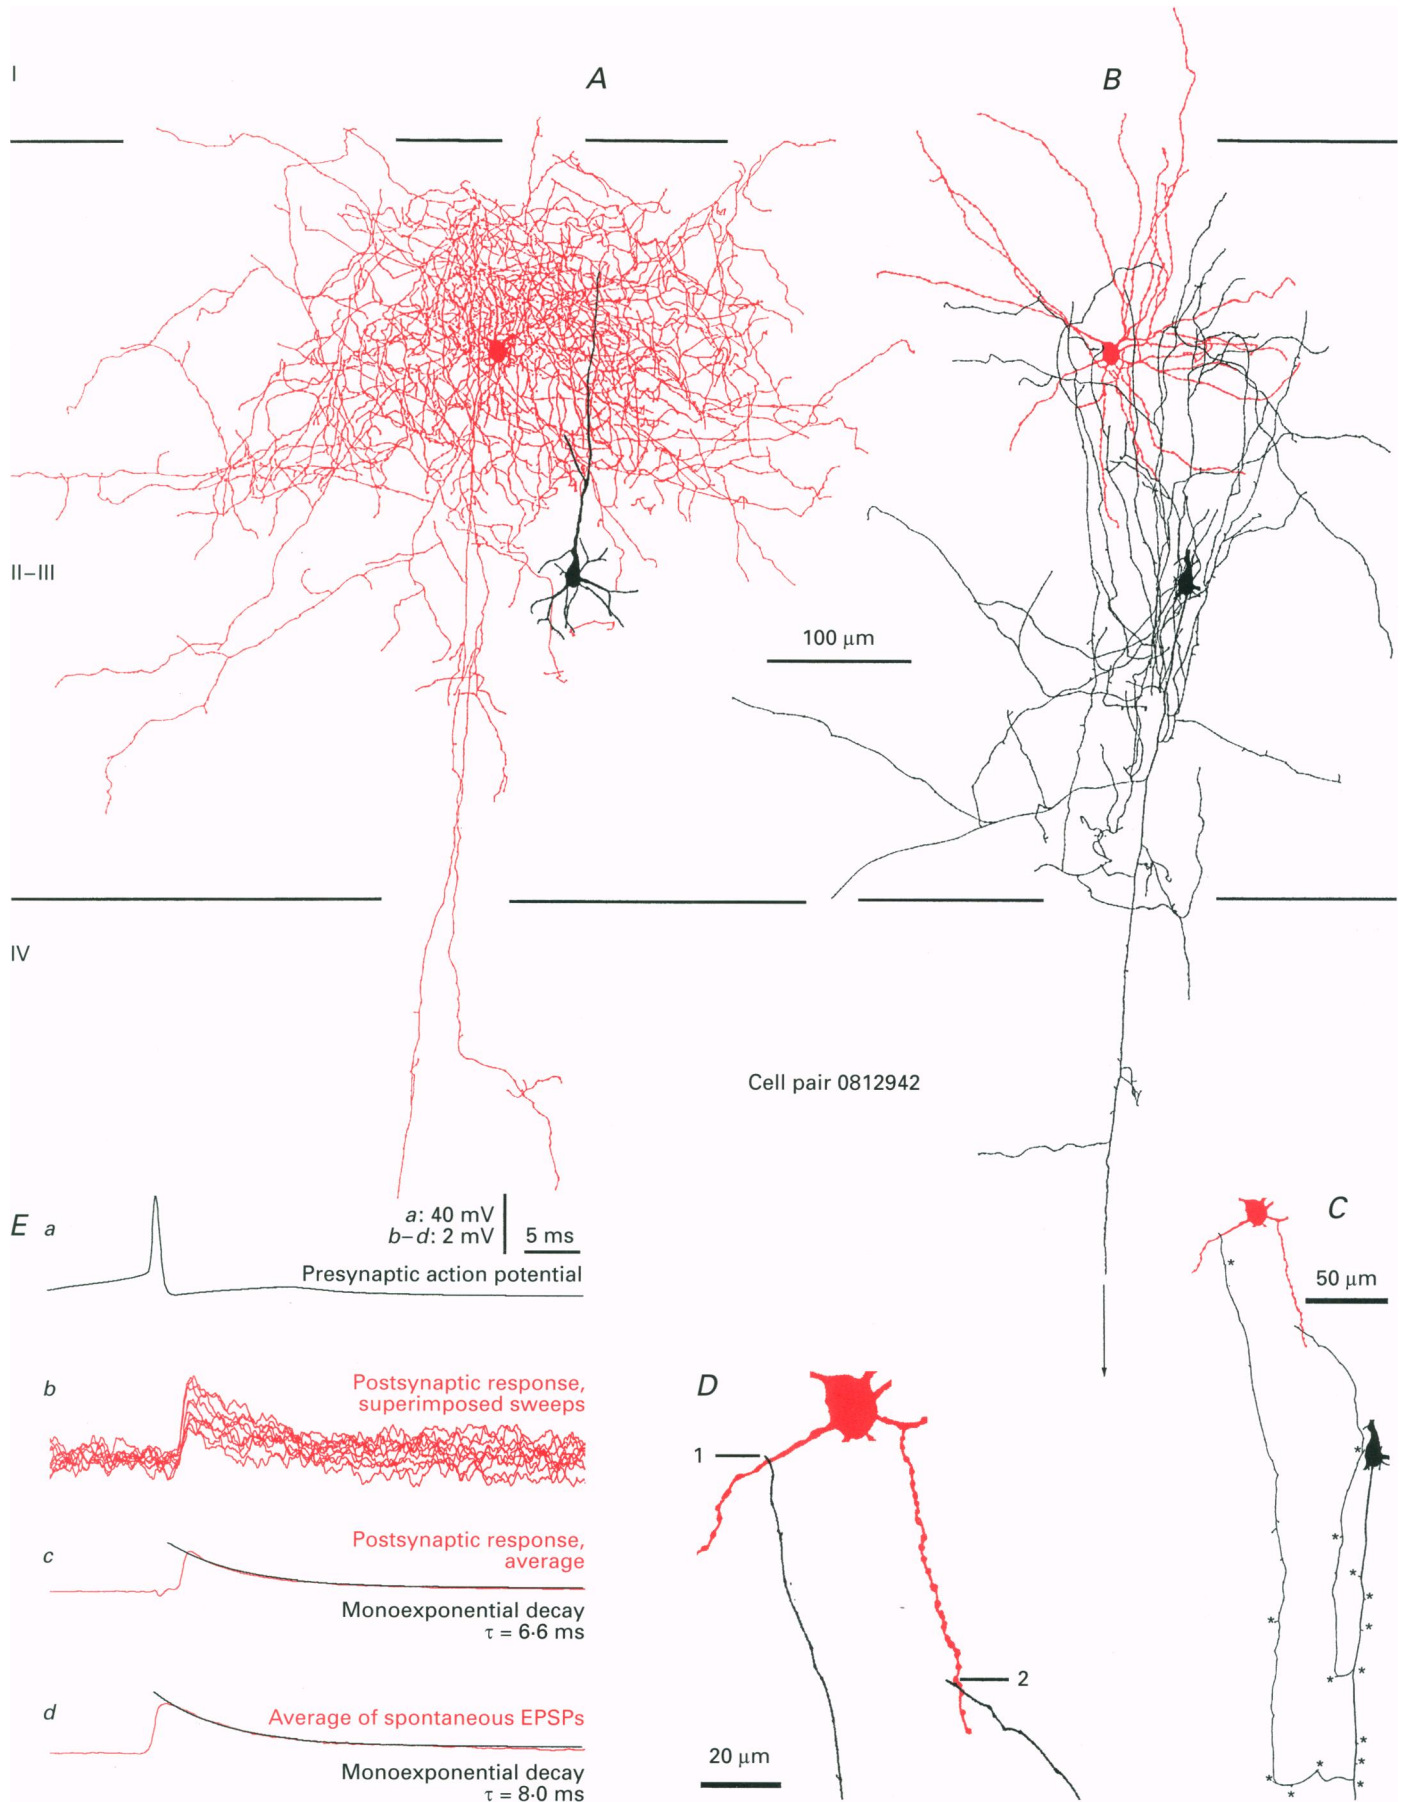 I
A
B
II–III
100 μm
IV
Cell pair 0812942
E
a
a: 40 mV
b–d: 2 mV
5 ms
Presynaptic action potential
C
50 μm
b
Postsynaptic response,
superimposed sweeps
D
1
2
c
Postsynaptic response,
average
Monoexponential decay
τ = 6·6 ms
d
Average of spontaneous EPSPs
Monoexponential decay
τ = 8·0 ms
20 μm
* * * * * * * * * * * * * * * *